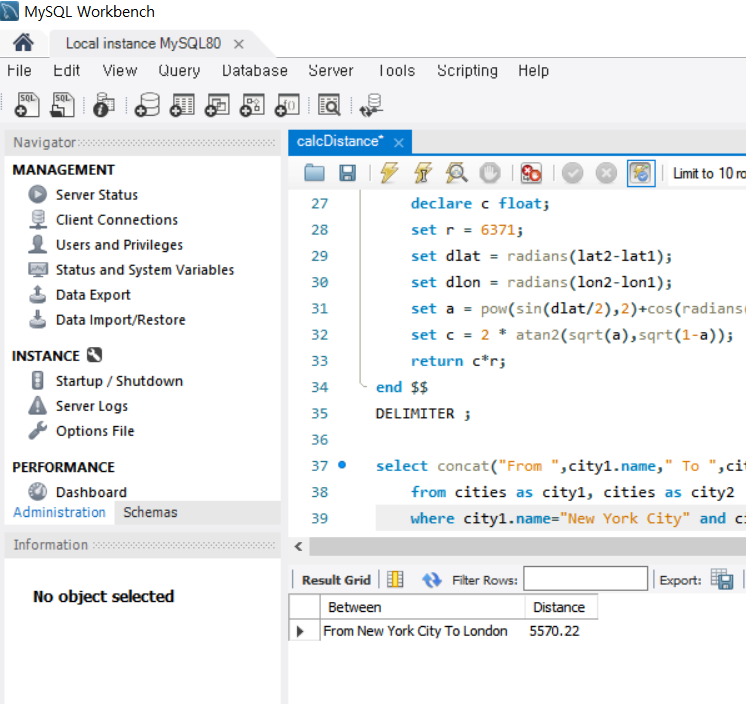 MySQL Workbench
Local instance MySQL80
File Edit View Query Database Server Tools Scripting Help
Navigator
MANAGEMENT
Server Status
Client Connections
Users and Privileges
Status and System Variables
Data Export
Data Import/Restore
INSTANCE
Startup / Shutdown
Server Logs
Options File
PERFORMANCE
Dashboard
Administration Schemas
Information
No object selected
calcDistance*
Limit to 10 ro
27 declare c float;
28 set r = 6371;
29 set dlat = radians(lat2-lat1);
30 set dlon = radians(lon2-lon1);
31 set a = pow(sin(dlat/2),2)+cos(radians(
32 set c = 2 * atan2(sqrt(a),sqrt(1-a));
33 return c*r;
34 end $$
35 DELIMITER ;
36
37 select concat("From ",city1.name," To ",cit
38 from cities as city1, cities as city2
39 where city1.name="New York City" and ci
Result Grid Filter Rows: Export:
Between Distance
From New York City To London 5570.22